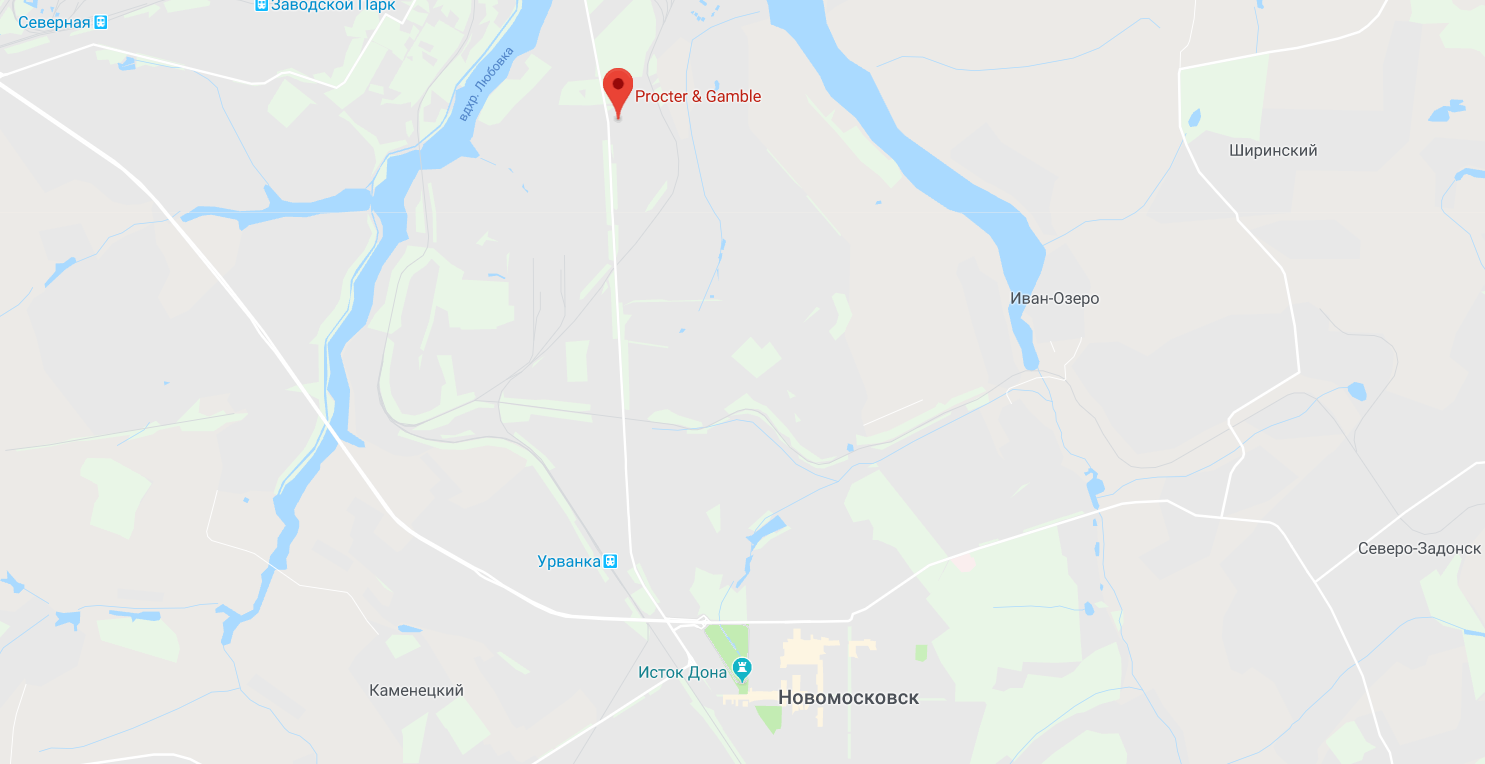 Заводской Парк
Северная
вдхр. Любовка
Procter & Gamble
Ширинский
Иван-Озеро
Северо-Задонск
Урванка
Исток Дона
Каменецкий
Новомосковск